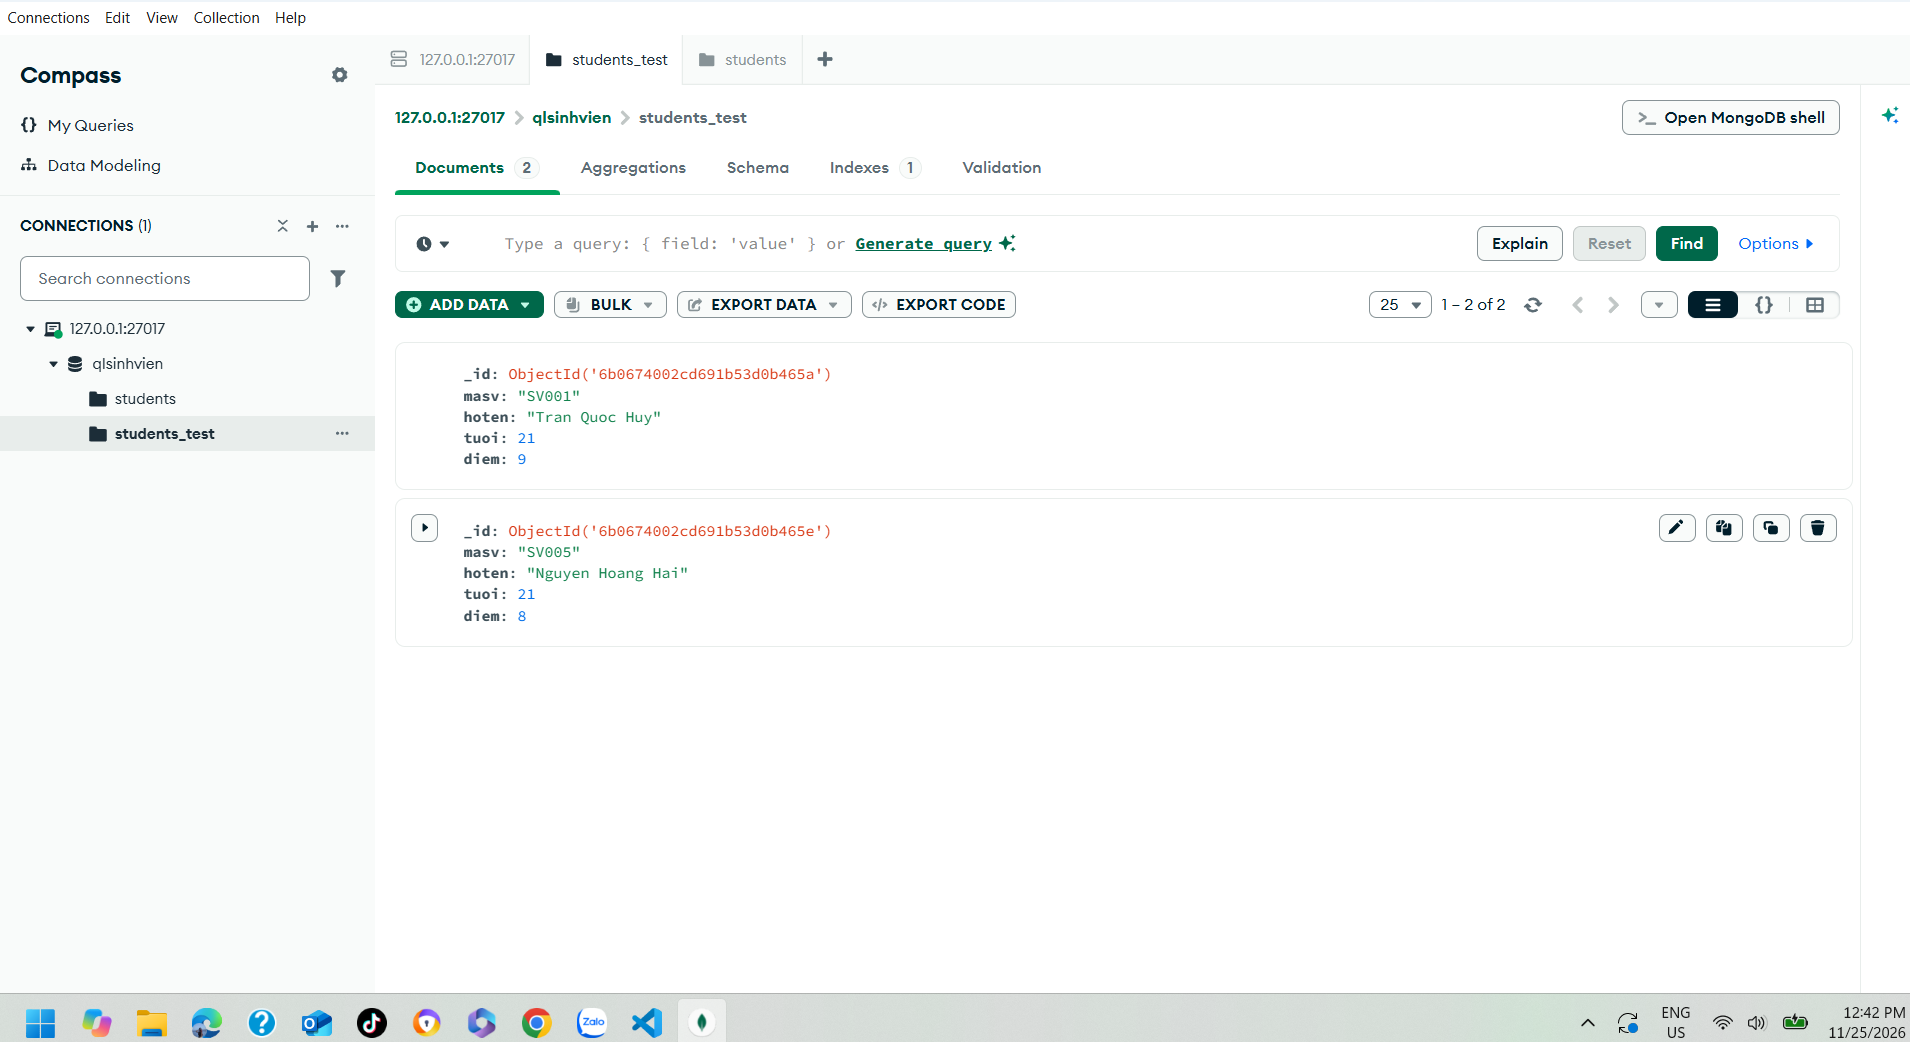 Connections Edit View Collection Help
Compass
My Queries
Data Modeling
CONNECTIONS (1)
Search connections
127.0.0.1:27017
qlsinhvien
students
students_test
127.0.0.1:27017 students_test students
127.0.0.1:27017 qlsinhvien students_test
Open MongoDB shell
Documents 2 Aggregations Schema Indexes 1 Validation
Type a query: { field: 'value' } or Generate query
Explain Reset Find Options
ADD DATA BULK EXPORT DATA EXPORT CODE
25 1 – 2 of 2
_id: ObjectId('6b0674002cd691b53d0b465a')
masv: "SV001"
hoten: "Tran Quoc Huy"
tuoi: 21
diem: 9
_id: ObjectId('6b0674002cd691b53d0b465e')
masv: "SV005"
hoten: "Nguyen Hoang Hai"
tuoi: 21
diem: 8
Zalo
ENG
US
12:42 PM
11/25/2026